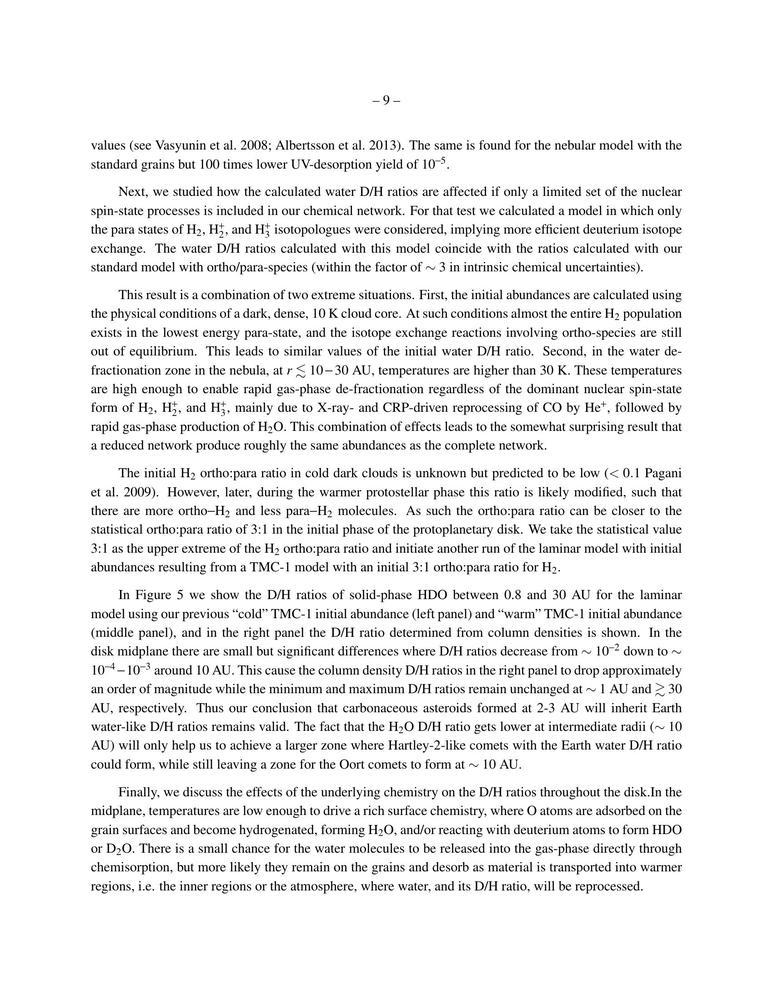 – 9 –
values (see Vasyunin et al. 2008; Albertsson et al. 2013). The same is found for the nebular model with the
standard grains but 100 times lower UV-desorption yield of 10⁻⁵.
Next, we studied how the calculated water D/H ratios are affected if only a limited set of the nuclear
spin-state processes is included in our chemical network. For that test we calculated a model in which only
the para states of H₂, H₂⁺, and H₃⁺ isotopologues were considered, implying more efficient deuterium isotope
exchange. The water D/H ratios calculated with this model coincide with the ratios calculated with our
standard model with ortho/para-species (within the factor of ∼ 3 in intrinsic chemical uncertainties).
This result is a combination of two extreme situations. First, the initial abundances are calculated using
the physical conditions of a dark, dense, 10 K cloud core. At such conditions almost the entire H₂ population
exists in the lowest energy para-state, and the isotope exchange reactions involving ortho-species are still
out of equilibrium. This leads to similar values of the initial water D/H ratio. Second, in the water de-
fractionation zone in the nebula, at r ≲ 10−30 AU, temperatures are higher than 30 K. These temperatures
are high enough to enable rapid gas-phase de-fractionation regardless of the dominant nuclear spin-state
form of H₂, H₂⁺, and H₃⁺, mainly due to X-ray- and CRP-driven reprocessing of CO by He⁺, followed by
rapid gas-phase production of H₂O. This combination of effects leads to the somewhat surprising result that
a reduced network produce roughly the same abundances as the complete network.
The initial H₂ ortho:para ratio in cold dark clouds is unknown but predicted to be low (< 0.1 Pagani
et al. 2009). However, later, during the warmer protostellar phase this ratio is likely modified, such that
there are more ortho−H₂ and less para−H₂ molecules. As such the ortho:para ratio can be closer to the
statistical ortho:para ratio of 3:1 in the initial phase of the protoplanetary disk. We take the statistical value
3:1 as the upper extreme of the H₂ ortho:para ratio and initiate another run of the laminar model with initial
abundances resulting from a TMC-1 model with an initial 3:1 ortho:para ratio for H₂.
In Figure 5 we show the D/H ratios of solid-phase HDO between 0.8 and 30 AU for the laminar
model using our previous “cold” TMC-1 initial abundance (left panel) and “warm” TMC-1 initial abundance
(middle panel), and in the right panel the D/H ratio determined from column densities is shown. In the
disk midplane there are small but significant differences where D/H ratios decrease from ∼ 10⁻² down to ∼
10⁻⁴−10⁻³ around 10 AU. This cause the column density D/H ratios in the right panel to drop approximately
an order of magnitude while the minimum and maximum D/H ratios remain unchanged at ∼ 1 AU and ≳ 30
AU, respectively. Thus our conclusion that carbonaceous asteroids formed at 2-3 AU will inherit Earth
water-like D/H ratios remains valid. The fact that the H₂O D/H ratio gets lower at intermediate radii (∼ 10
AU) will only help us to achieve a larger zone where Hartley-2-like comets with the Earth water D/H ratio
could form, while still leaving a zone for the Oort comets to form at ∼ 10 AU.
Finally, we discuss the effects of the underlying chemistry on the D/H ratios throughout the disk.In the
midplane, temperatures are low enough to drive a rich surface chemistry, where O atoms are adsorbed on the
grain surfaces and become hydrogenated, forming H₂O, and/or reacting with deuterium atoms to form HDO
or D₂O. There is a small chance for the water molecules to be released into the gas-phase directly through
chemisorption, but more likely they remain on the grains and desorb as material is transported into warmer
regions, i.e. the inner regions or the atmosphere, where water, and its D/H ratio, will be reprocessed.